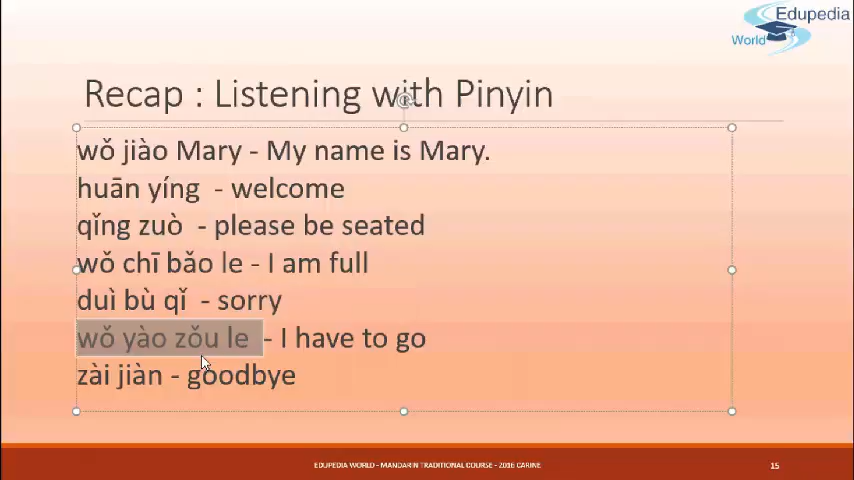 Edupedia
World
Recap : Listening with Pinyin
wǒ jiào Mary - My name is Mary.
huān yíng - welcome
qǐng zuò - please be seated
wǒ chī bǎo le - I am full
duì bù qǐ - sorry
wǒ yào zǒu le - I have to go
zài jiàn - goodbye
EDUPEDIA WORLD - MANDARIN TRADITIONAL COURSE - 2016 CARINE
15